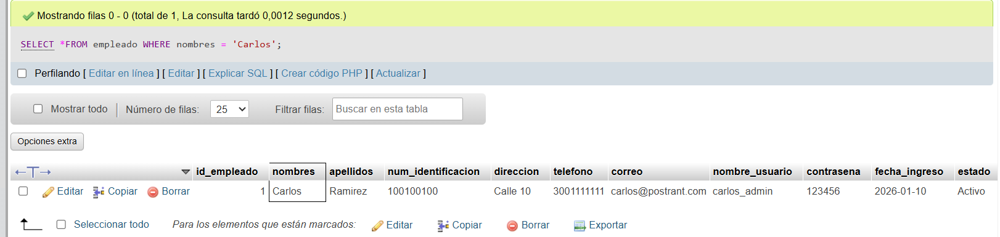 Mostrando filas 0 - 0 (total de 1, La consulta tardó 0,0012 segundos.)
SELECT *FROM empleado WHERE nombres = 'Carlos';
Perfilando [ Editar en línea ] [ Editar ] [ Explicar SQL ] [ Crear código PHP ] [ Actualizar ]
Mostrar todo Número de filas: 25 Filtrar filas: Buscar en esta tabla
Opciones extra
id_empleado nombres apellidos num_identificacion direccion telefono correo nombre_usuario contrasena fecha_ingreso estado
Editar Copiar Borrar 1 Carlos Ramirez 100100100 Calle 10 3001111111 carlos@postrant.com carlos_admin 123456 2026-01-10 Activo
Seleccionar todo Para los elementos que están marcados: Editar Copiar Borrar Exportar